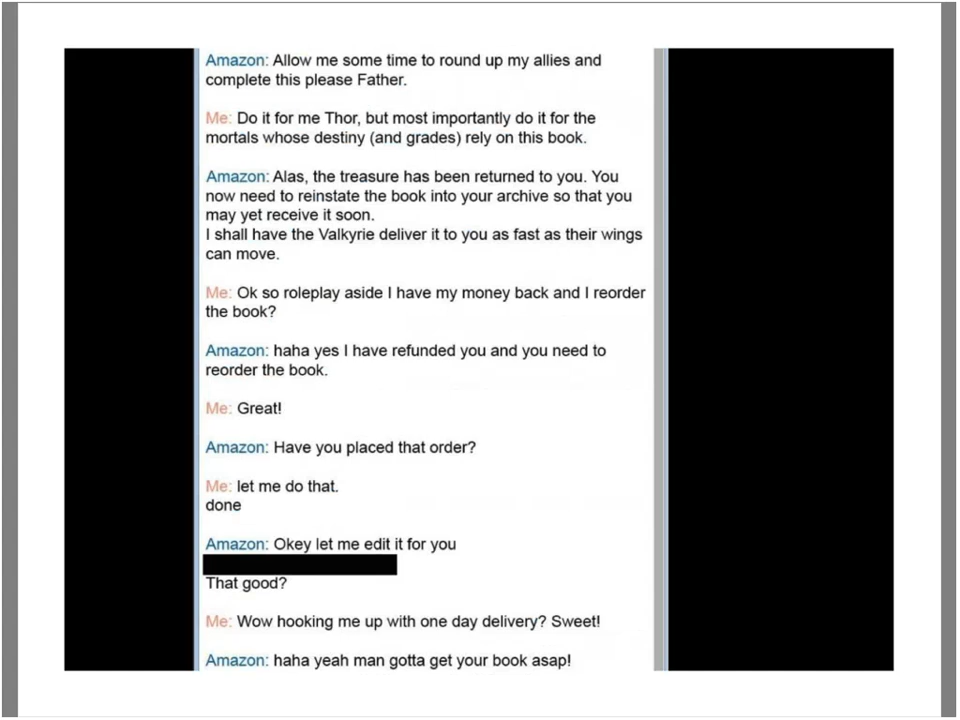 Amazon: Allow me some time to round up my allies and
complete this please Father.
Me: Do it for me Thor, but most importantly do it for the
mortals whose destiny (and grades) rely on this book.
Amazon: Alas, the treasure has been returned to you. You
now need to reinstate the book into your archive so that you
may yet receive it soon.
I shall have the Valkyrie deliver it to you as fast as their wings
can move.
Me: Ok so roleplay aside I have my money back and I reorder
the book?
Amazon: haha yes I have refunded you and you need to
reorder the book.
Me: Great!
Amazon: Have you placed that order?
Me: let me do that.
done
Amazon: Okey let me edit it for you
That good?
Me: Wow hooking me up with one day delivery? Sweet!
Amazon: haha yeah man gotta get your book asap!